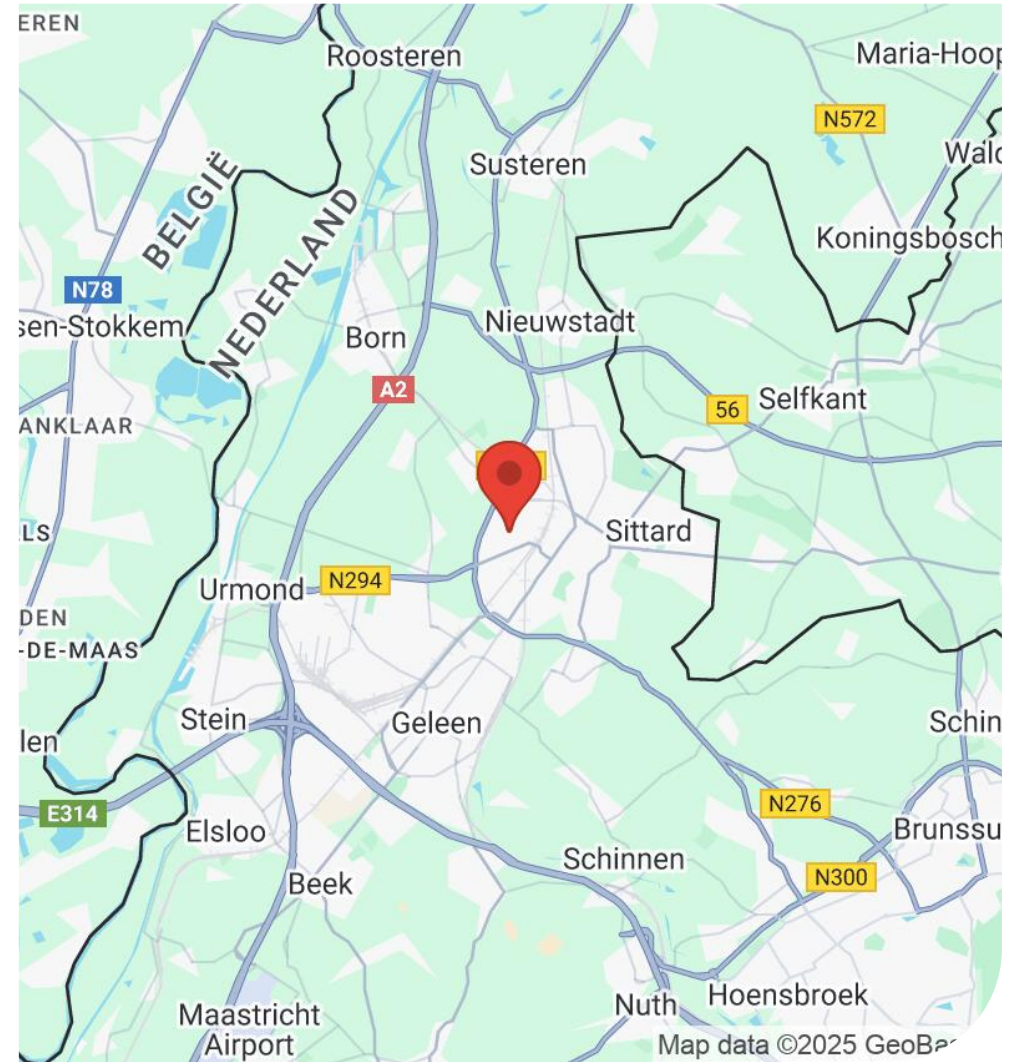 EREN
Roosteren
Maria-Hoop
N572
Susteren
BELGIË
NEDERLAND
Koningsbosch
N78
sen-Stokkem
Born
Nieuwstadt
A2
Selfkant
56
ANKLAAR
LS
Sittard
Urmond
N294
DEN
-DE-MAAS
Stein
Geleen
Schin
len
N276
E314
Elsloo
Brunssu
Schinnen
Beek
N300
Maastricht
Airport
Nuth
Hoensbroek
Map data ©2025 GeoBa